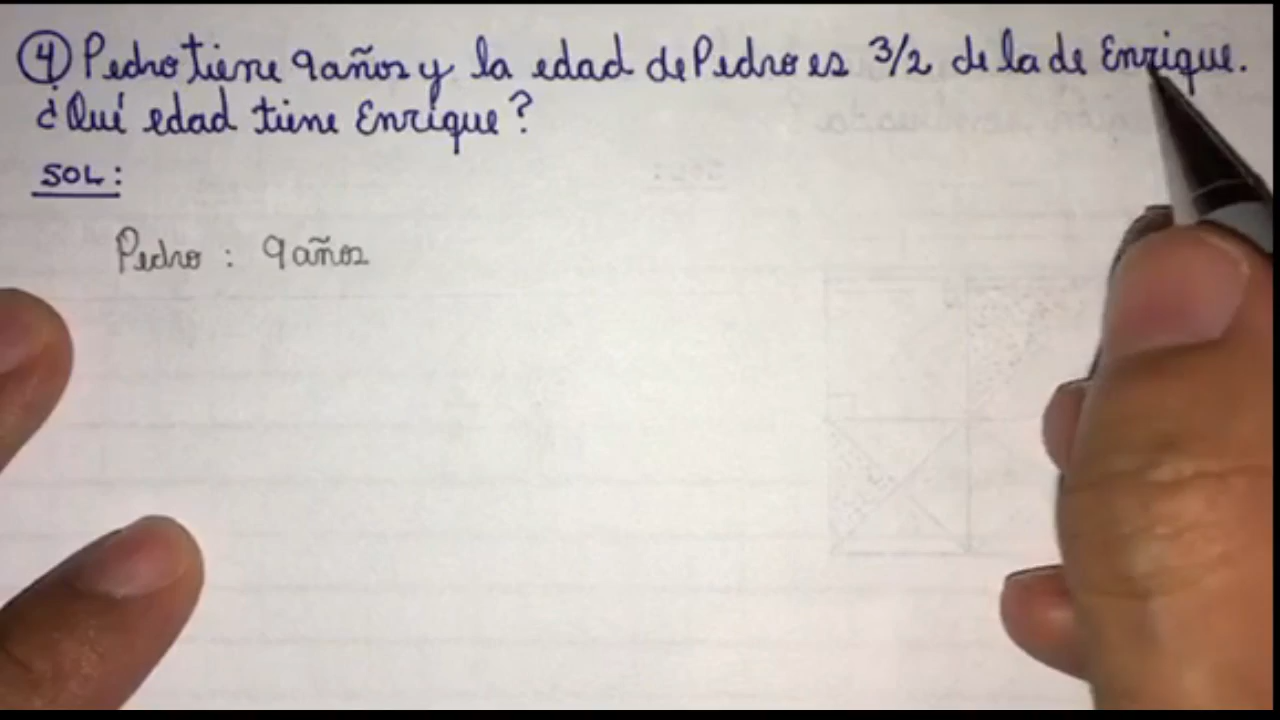 ④ Pedro tiene 9 años y la edad de Pedro es 3/2 de la de Enrique.
¿Qué edad tiene Enrique?
SOL:
Pedro : 9 años